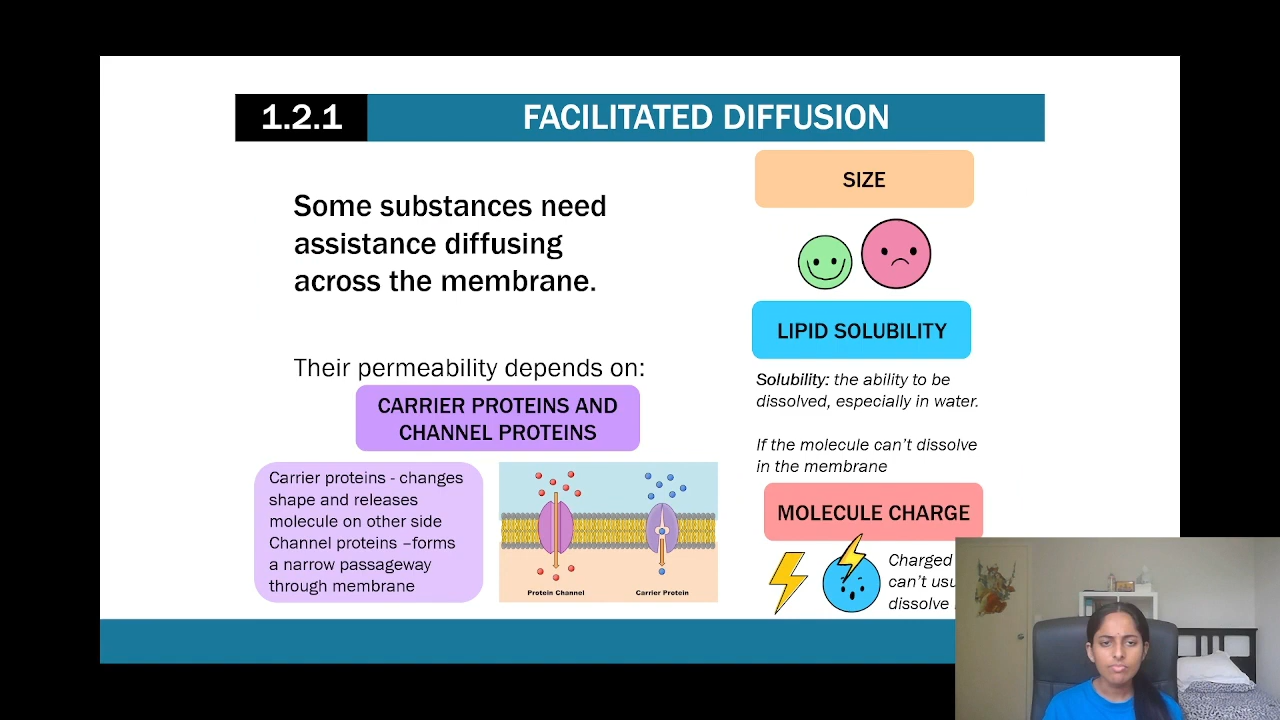 1.2.1
FACILITATED DIFFUSION
Some substances need
assistance diffusing
across the membrane.
Their permeability depends on:
CARRIER PROTEINS AND
CHANNEL PROTEINS
Carrier proteins - changes
shape and releases
molecule on other side
Channel proteins –forms
a narrow passageway
through membrane
Protein Channel
Carrier Protein
SIZE
LIPID SOLUBILITY
Solubility: the ability to be
dissolved, especially in water.
If the molecule can't dissolve
in the membrane
MOLECULE CHARGE
Charged
can't
dissolve